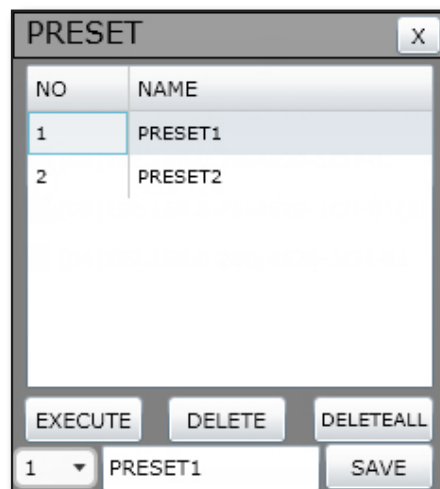 PRESET X
NO NAME
1 PRESET1
2 PRESET2
EXECUTE DELETE DELETEALL
1 PRESET1 SAVE